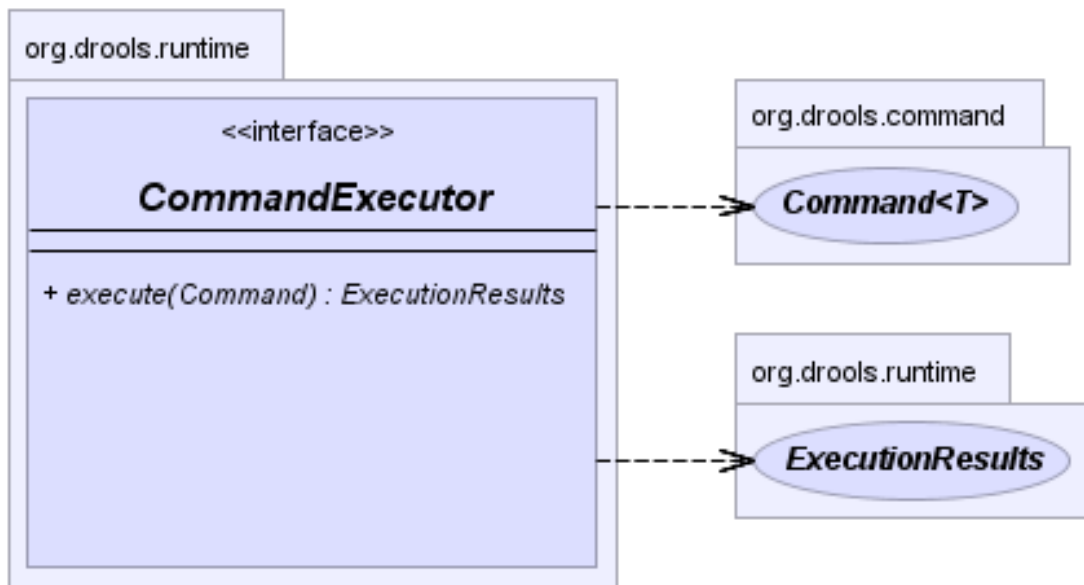 org.drools.runtime
<<interface>>
CommandExecutor
+ execute(Command) : ExecutionResults
org.drools.command
Command<T>
org.drools.runtime
ExecutionResults